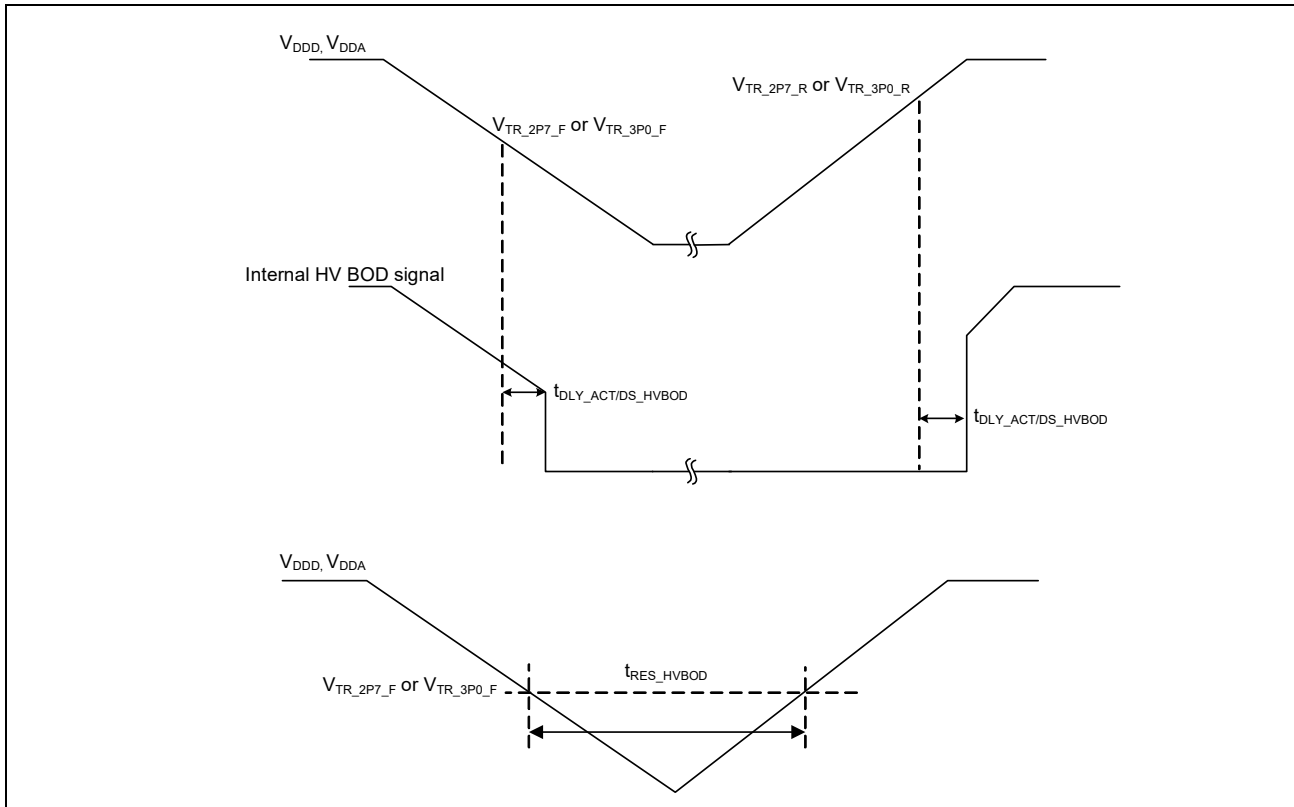 VDDD, VDDA
VTR_2P7_R or VTR_3P0_R
VTR_2P7_F or VTR_3P0_F
Internal HV BOD signal
tDLY_ACT/DS_HVBOD
tDLY_ACT/DS_HVBOD
VDDD, VDDA
tRES_HVBOD
VTR_2P7_F or VTR_3P0_F